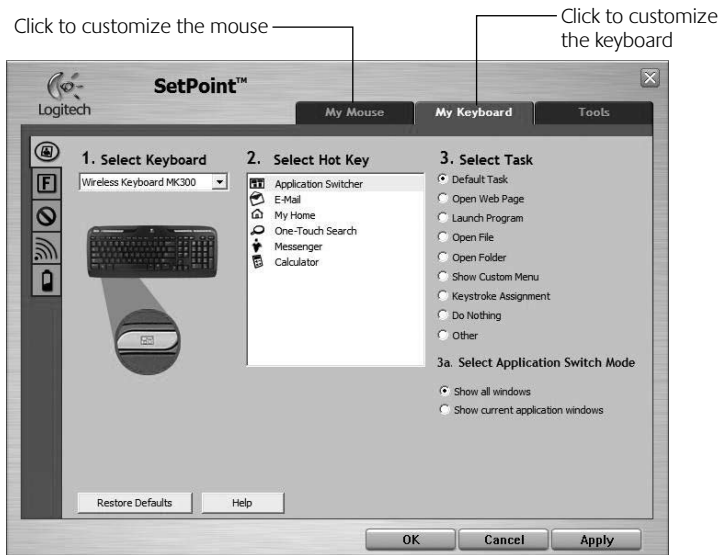 Click to customize the mouse
Click to customize
the keyboard
Logitech
SetPoint™
My Mouse
My Keyboard
Tools
1. Select Keyboard
Wireless Keyboard MK300
2. Select Hot Key
Application Switcher
E-Mail
My Home
One-Touch Search
Messenger
Calculator
3. Select Task
Default Task
Open Web Page
Launch Program
Open File
Open Folder
Show Custom Menu
Keystroke Assignment
Do Nothing
Other
3a. Select Application Switch Mode
Show all windows
Show current application windows
F
Restore Defaults
Help
OK
Cancel
Apply